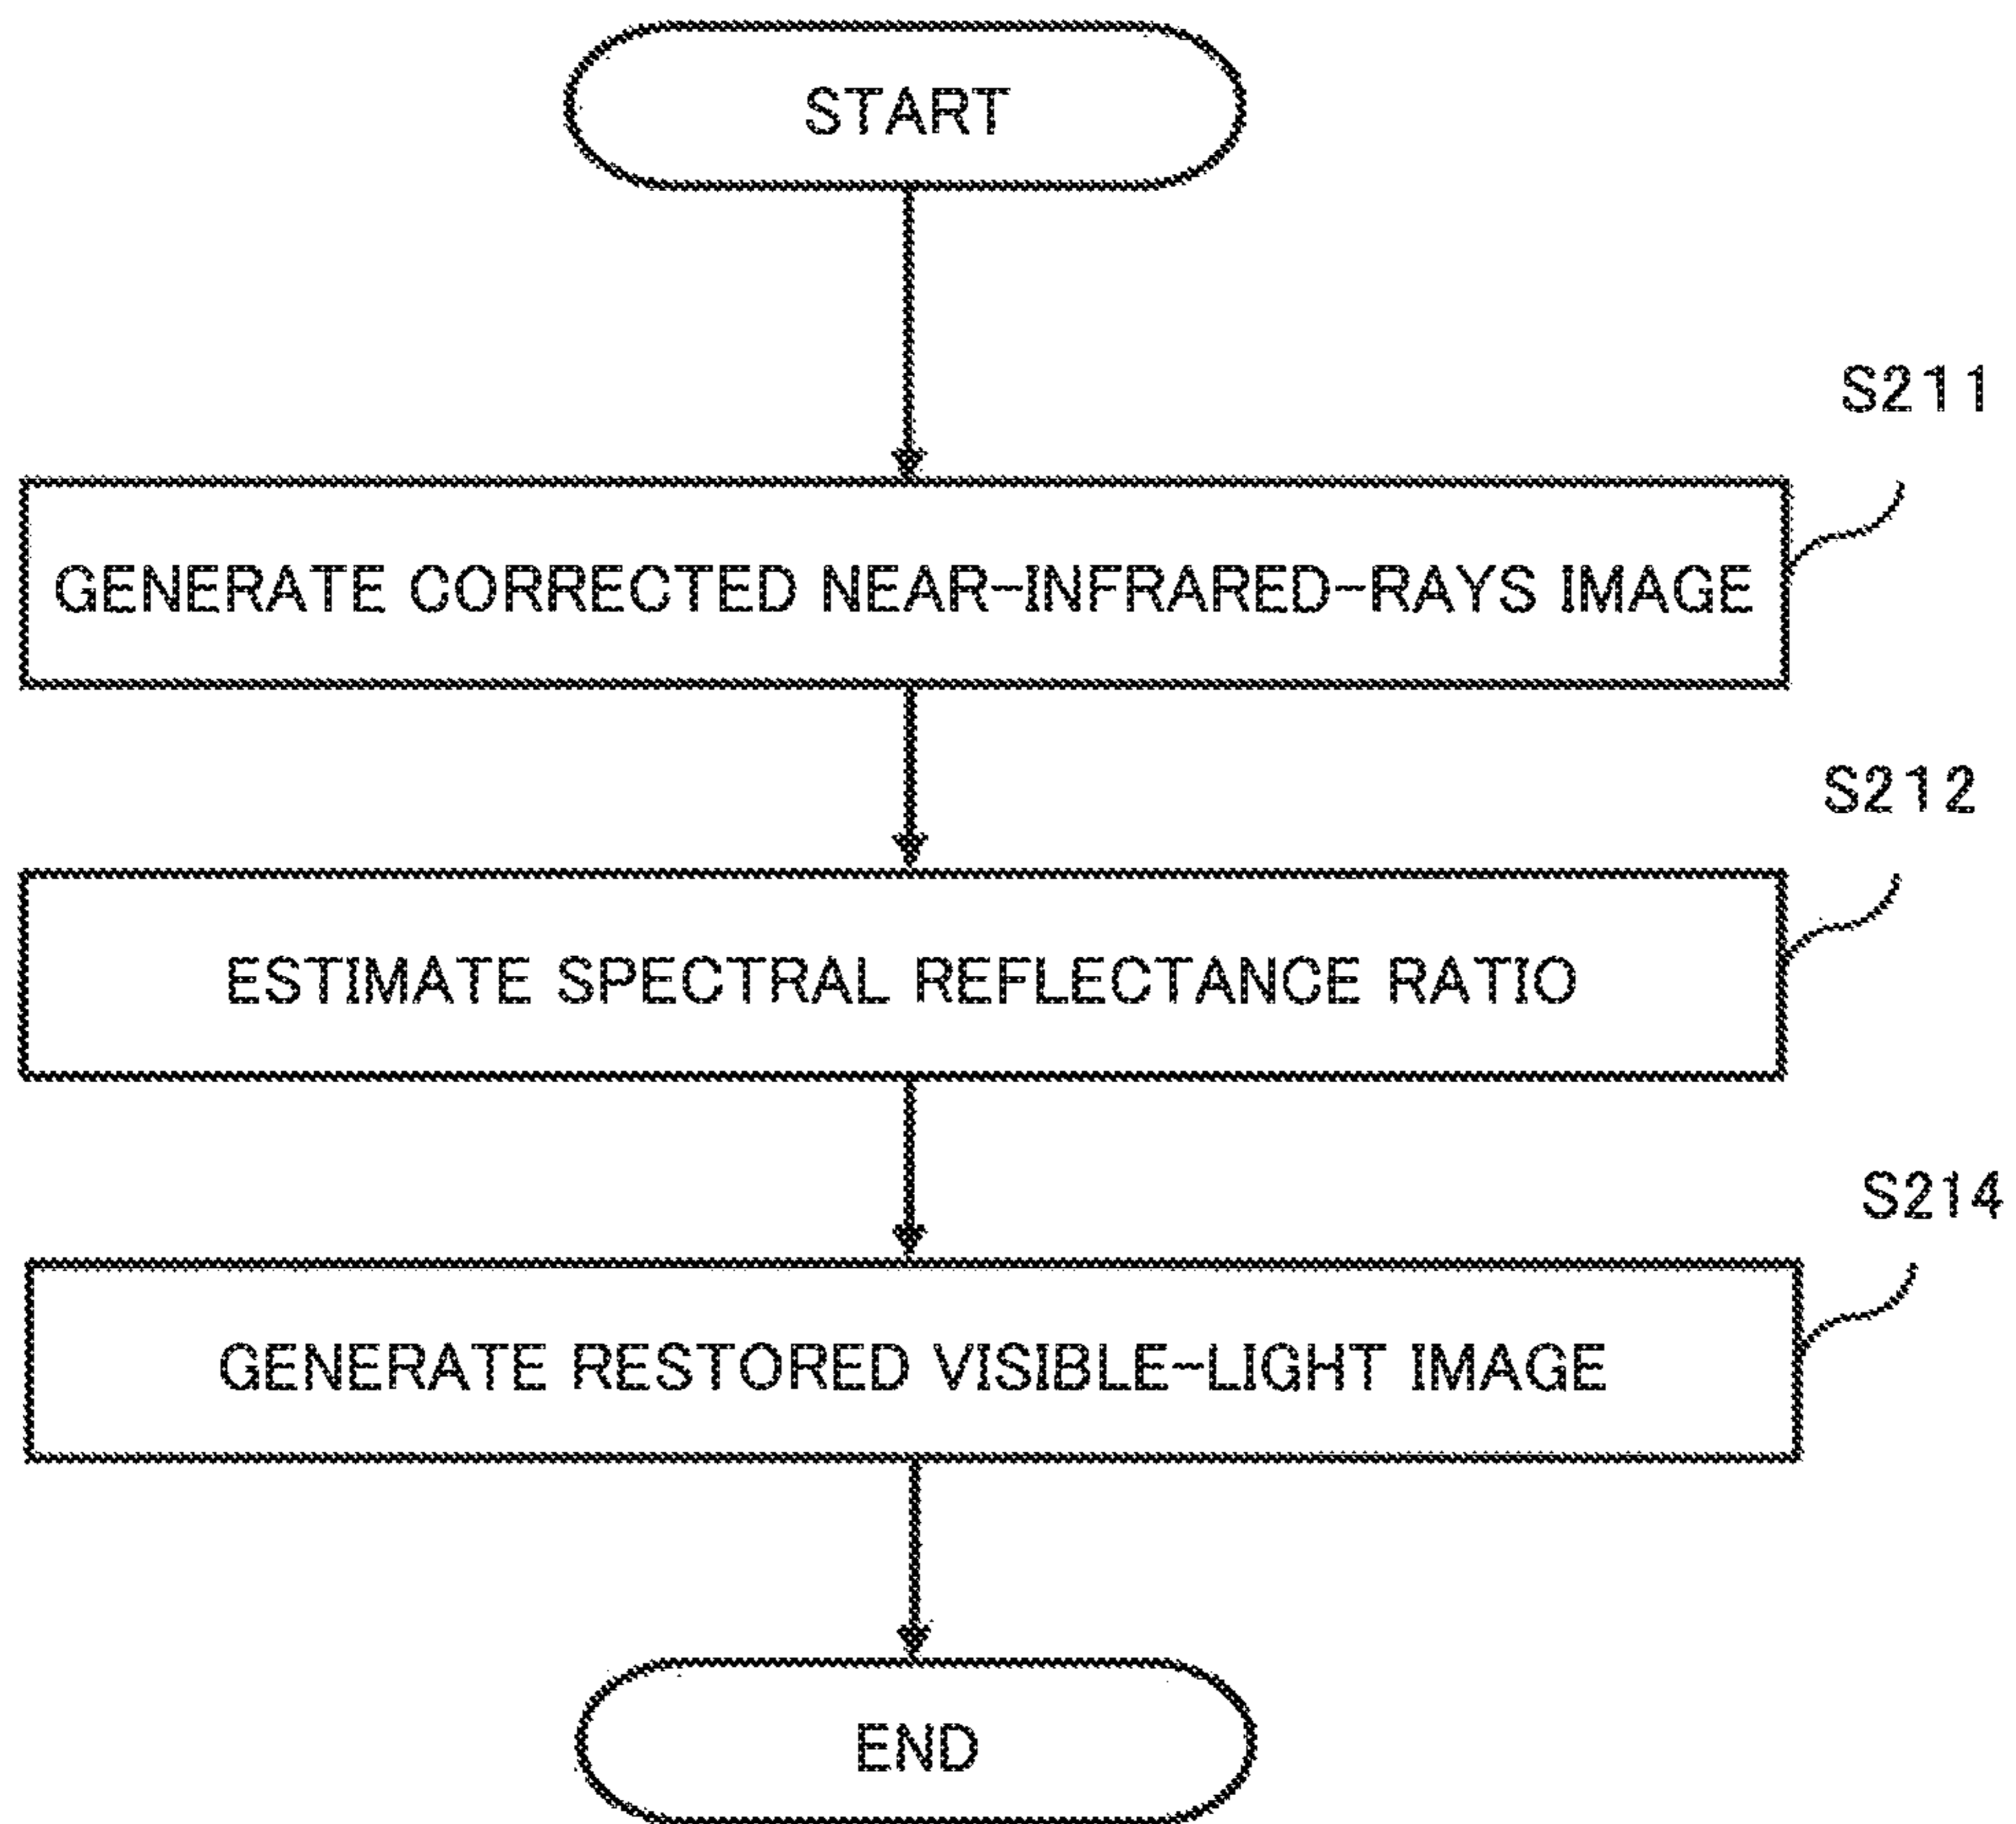 START
S211
GENERATE CORRECTED NEAR-INFRARED-RAYS IMAGE
S212
ESTIMATE SPECTRAL REFLECTANCE RATIO
S214
GENERATE RESTORED VISIBLE-LIGHT IMAGE
END